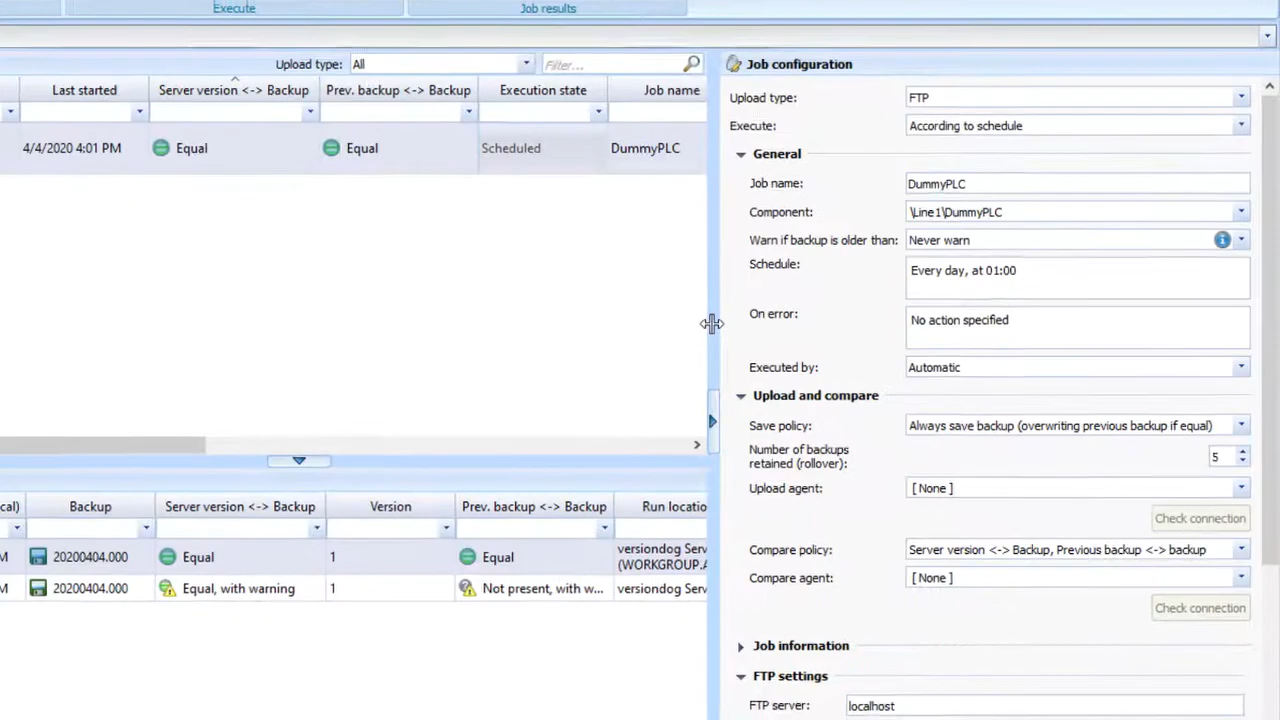 Execute
Job results
Upload type: All Filter...
Last started Server version <-> Backup Prev. backup <-> Backup Execution state Job name
4/4/2020 4:01 PM Equal Equal Scheduled DummyPLC
cal) Backup Server version <-> Backup Version Prev. backup <-> Backup Run locatio
M 20200404.000 Equal 1 Equal versiondog Serv
(WORKGROUP.A
M 20200404.000 Equal, with warning 1 Not present, with w... versiondog Serv
Job configuration
Upload type: FTP
Execute: According to schedule
General
Job name: DummyPLC
Component: \Line1\DummyPLC
Warn if backup is older than: Never warn
Schedule: Every day, at 01:00
On error: No action specified
Executed by: Automatic
Upload and compare
Save policy: Always save backup (overwriting previous backup if equal)
Number of backups
retained (rollover): 5
Upload agent: [ None ]
Check connection
Compare policy: Server version <-> Backup, Previous backup <-> backup
Compare agent: [ None ]
Check connection
Job information
FTP settings
FTP server: localhost